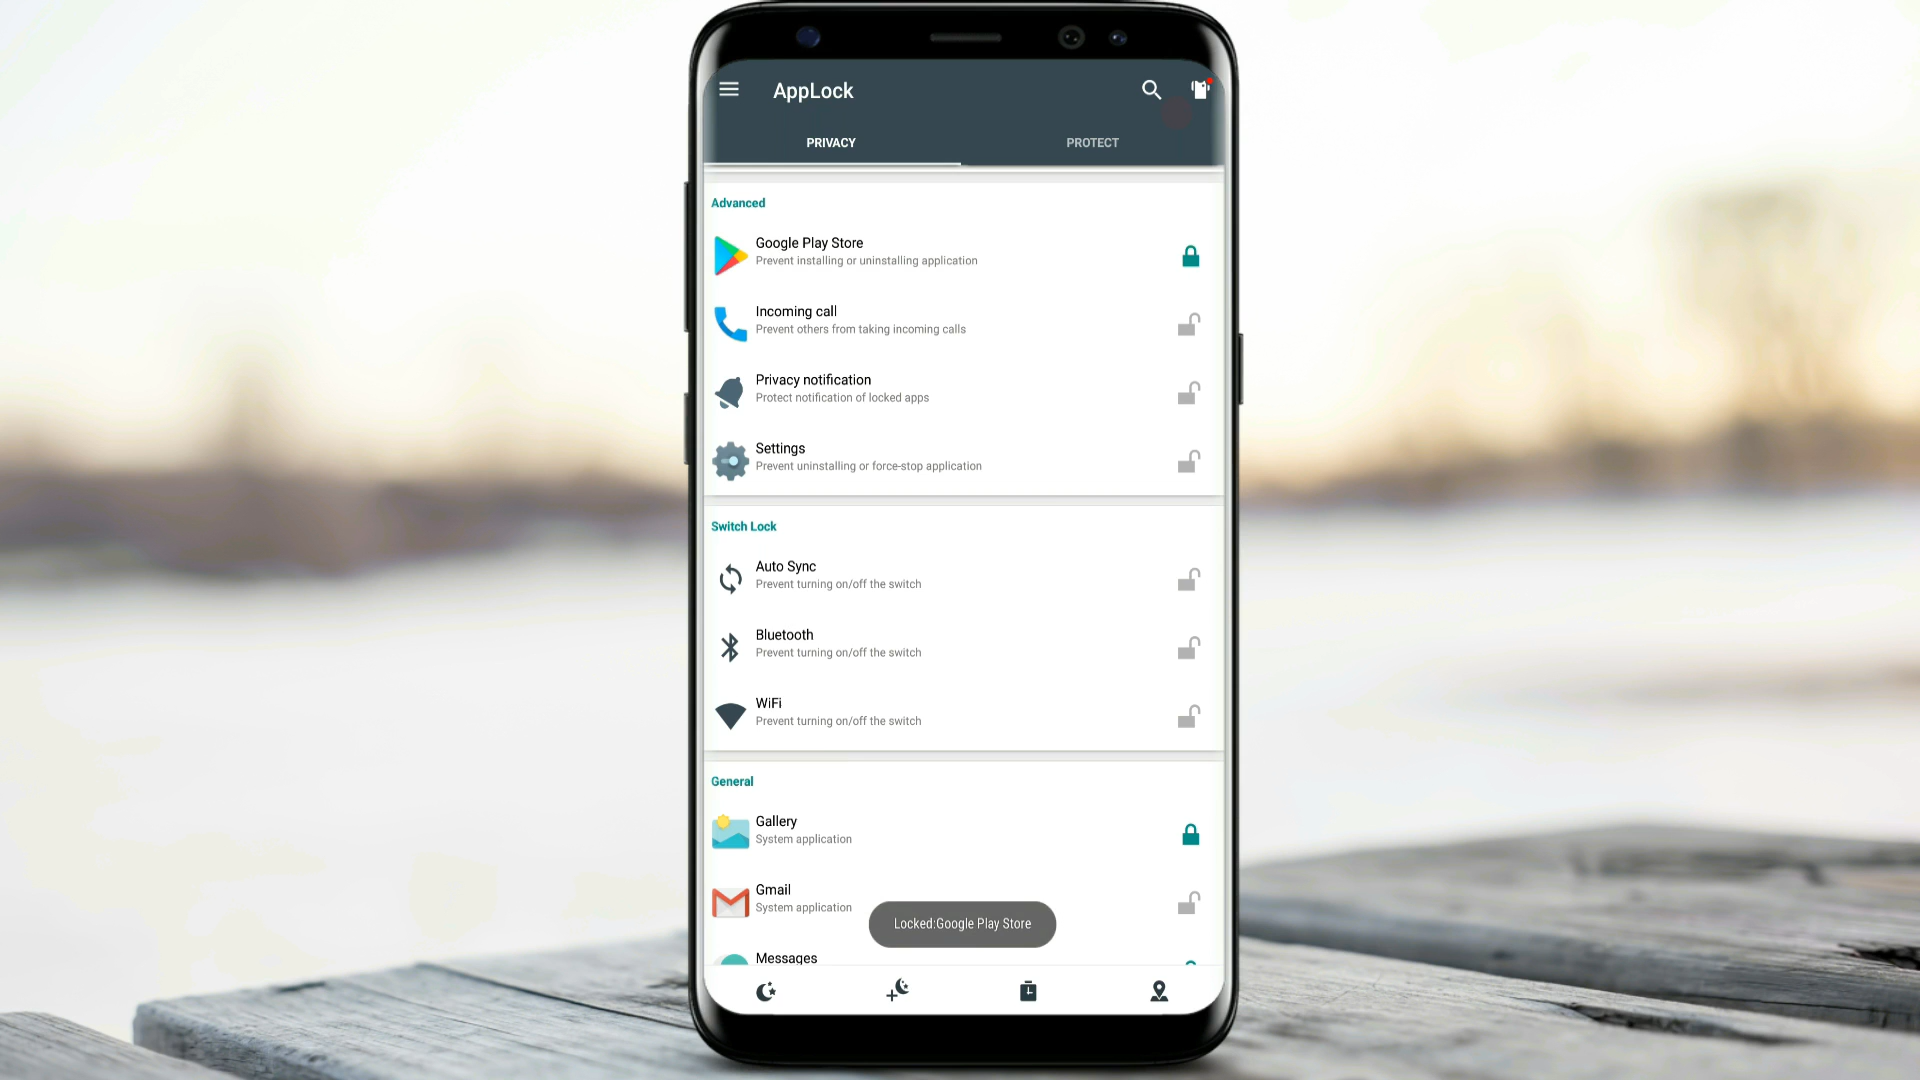 AppLock
PRIVACY
PROTECT
Advanced
Google Play Store
Prevent installing or uninstalling application
Incoming call
Prevent others from taking incoming calls
Privacy notification
Protect notification of locked apps
Settings
Prevent uninstalling or force-stop application
Switch Lock
Auto Sync
Prevent turning on/off the switch
Bluetooth
Prevent turning on/off the switch
WiFi
Prevent turning on/off the switch
General
Gallery
System application
Gmail
System application
Locked:Google Play Store
Messages